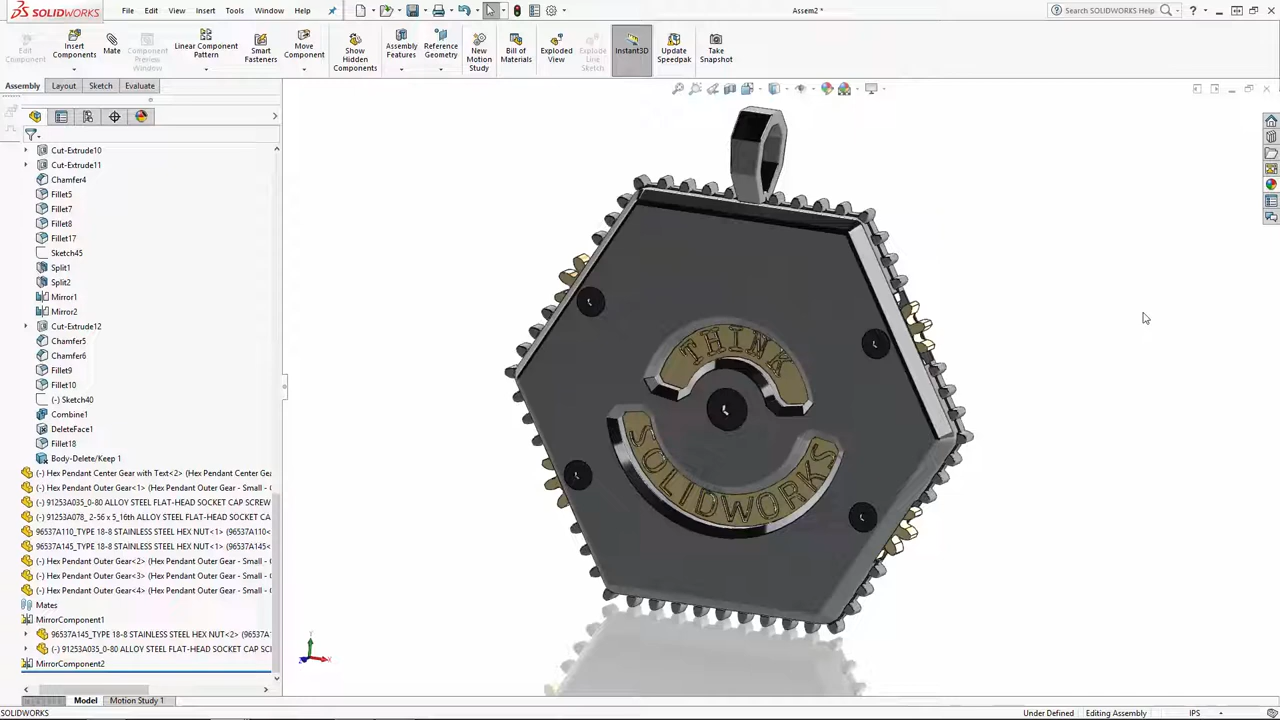 SOLIDWORKS
File Edit View Insert Tools Window Help
Assem2 *
Search SOLIDWORKS Help
Edit Component
Insert Components
Mate
Component Preview Window
Linear Component Pattern
Smart Fasteners
Move Component
Show Hidden Components
Assembly Features
Reference Geometry
New Motion Study
Bill of Materials
Exploded View
Explode Line Sketch
Instant3D
Update Speedpak
Take Snapshot
Assembly Layout Sketch Evaluate
Cut-Extrude10
Cut-Extrude11
Chamfer4
Fillet5
Fillet7
Fillet8
Fillet17
Sketch45
Split1
Split2
Mirror1
Mirror2
Cut-Extrude12
Chamfer5
Chamfer6
Fillet9
Fillet10
(-) Sketch40
Combine1
DeleteFace1
Fillet18
Body-Delete/Keep 1
(-) Hex Pendant Center Gear with Text<2> (Hex Pendant Center Gea
(-) Hex Pendant Outer Gear<1> (Hex Pendant Outer Gear - Small -
(-) 91253A035_0-80 ALLOY STEEL FLAT-HEAD SOCKET CAP SCREW
(-) 91253A078_ 2-56 x 5_16th ALLOY STEEL FLAT-HEAD SOCKET CA
96537A110_TYPE 18-8 STAINLESS STEEL HEX NUT<1> (96537A110<
96537A145_TYPE 18-8 STAINLESS STEEL HEX NUT<1> (96537A145<
(-) Hex Pendant Outer Gear<2> (Hex Pendant Outer Gear - Small -
(-) Hex Pendant Outer Gear<3> (Hex Pendant Outer Gear - Small -
(-) Hex Pendant Outer Gear<4> (Hex Pendant Outer Gear - Small -
Mates
MirrorComponent1
96537A145_TYPE 18-8 STAINLESS STEEL HEX NUT<2> (96537A
(-) 91253A035_0-80 ALLOY STEEL FLAT-HEAD SOCKET CAP SC
MirrorComponent2
THINK
SOLIDWORKS
Model Motion Study 1
SOLIDWORKS
Under Defined Editing Assembly IPS